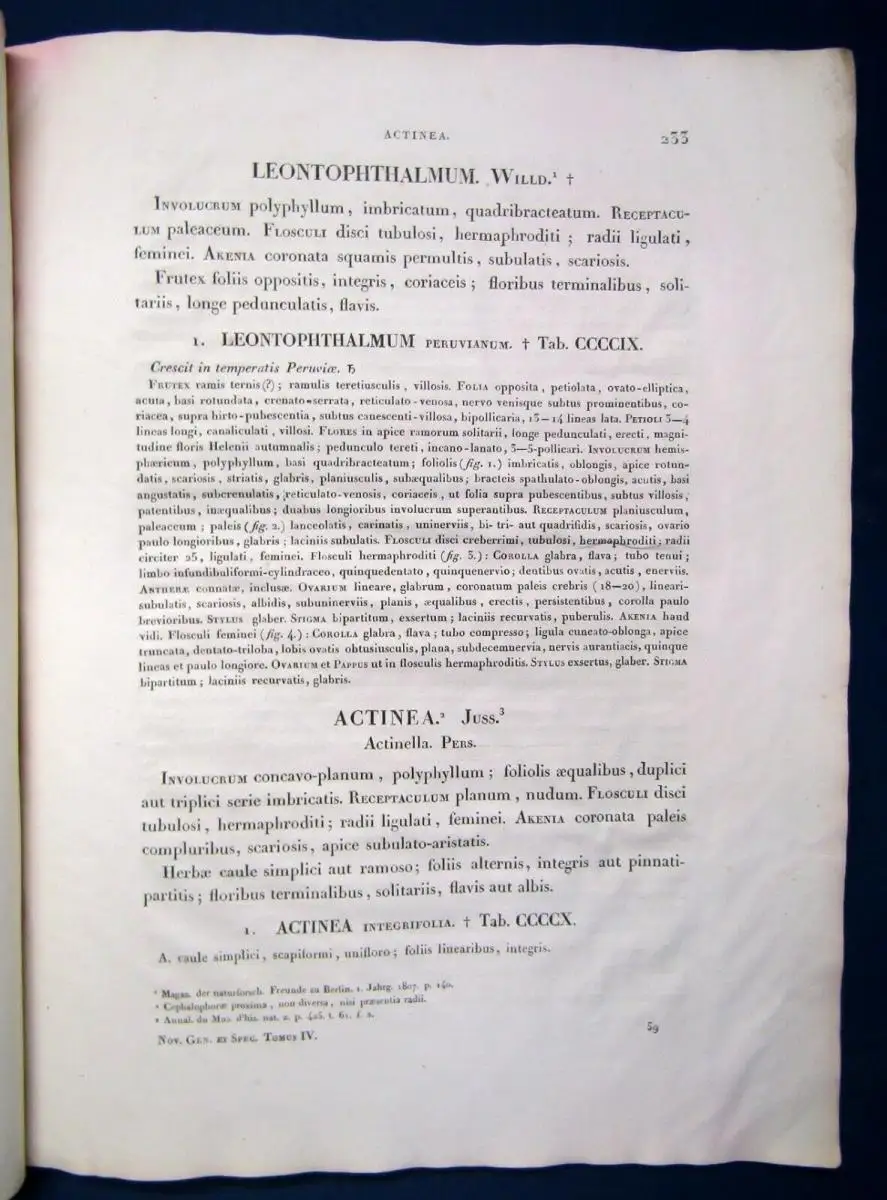 ACTINEA. 233
LEONTOPHTHALMUM. Willd.¹ †
Involucrum polyphyllum, imbricatum, quadribracteatum. Receptacu-
lum paleaceum. Flosculi disci tubulosi, hermaphroditi; radii ligulati,
feminei. Akenia coronata squamis permultis, subulatis, scariosis.
Frutex foliis oppositis, integris, coriaceis; floribus terminalibus, soli-
tariis, longe pedunculatis, flavis.
1. LEONTOPHTHALMUM peruvianum. † Tab. CCCCIX.
Crescit in temperatis Peruviæ. ♄
Frutex ramis ternis (?); ramulis teretiusculis, villosis. Folia opposita, petiolata, ovato-elliptica,
acuta, basi rotundata, crenato-serrata, reticulato-venosa, nervo venisque subtus prominentibus, co-
riacea, supra hirto-pubescentia, subtus canescenti-villosa, bipollicaria, 13—14 lineas lata. Petioli 3—4
lineas longi, canaliculati, villosi. Flores in apice ramorum solitarii, longe pedunculati, erecti, magni-
tudine floris Helenii autumnalis; pedunculo tereti, incano-lanato, 3—5-pollicari. Involucrum hemis-
phæricum, polyphyllum, basi quadribracteatum; foliolis (fig. 1.) imbricatis, oblongis, apice rotun-
datis, scariosis, striatis, glabris, planiusculis, subæqualibus; bracteis spathulato-oblongis, acutis, basi
angustatis, subcrenulatis, reticulato-venosis, coriaceis, ut folia supra pubescentibus, subtus villosis,
patentibus, inæqualibus; duabus longioribus involucrum superantibus. Receptaculum planiusculum,
paleaceum; paleis (fig. 2.) lanceolatis, carinatis, uninerviis, bi- tri- aut quadrifidis, scariosis, ovario
paulo longioribus, glabris; laciniis subulatis. Flosculi disci creberrimi, tubulosi, hermaphroditi; radii
circiter 25, ligulati, feminei. Flosculi hermaphroditi (fig. 3.): Corolla glabra, flava; tubo tenui;
limbo infundibuliformi-cylindraceo, quinquedentato, quinquenervio; dentibus ovatis, acutis, enerviis.
Antheræ connatæ, inclusæ. Ovarium lineare, glabrum, coronatum paleis crebris (18—20), lineari-
subulatis, scariosis, albidis, subuninerviis, planis, æqualibus, erectis, persistentibus, corolla paulo
brevioribus. Stylus glaber. Stigma bipartitum, exsertum; laciniis recurvatis, puberulis. Akenia haud
vidi. Flosculi feminei (fig. 4.): Corolla glabra, flava; tubo compresso; ligula cuneato-oblonga, apice
truncata, dentato-triloba, lobis ovatis obtusiusculis, plana, subdecemnervia, nervis aurantiacis, quinque
lineas et paulo longiore. Ovarium et Pappus ut in flosculis hermaphroditis. Stylus exsertus, glaber. Stigma
bipartitum; laciniis recurvatis, glabris.
ACTINEA.² Juss.³
Actinella. Pers.
Involucrum concavo-planum, polyphyllum; foliolis æqualibus, duplici
aut triplici serie imbricatis. Receptaculum planum, nudum. Flosculi disci
tubulosi, hermaphroditi; radii ligulati, feminei. Akenia coronata paleis
compluribus, scariosis, apice subulato-aristatis.
Herbæ caule simplici aut ramoso; foliis alternis, integris aut pinnati-
partitis; floribus terminalibus, solitariis, flavis aut albis.
1. ACTINEA integrifolia. † Tab. CCCCX.
A. caule simplici, scapiformi, unifloro; foliis linearibus, integris.
¹ Magaz. der naturforsch. Freunde zu Berlin. 1. Jahrg. 1807. p. 140.
² Cephalophoræ proxima, non diversa, nisi præsentia radii.
³ Annal. du Mus. d'his. nat. 2. p. 425. t. 61. f. 2.
Nov. Gen. et Spec. Tomus IV. 59